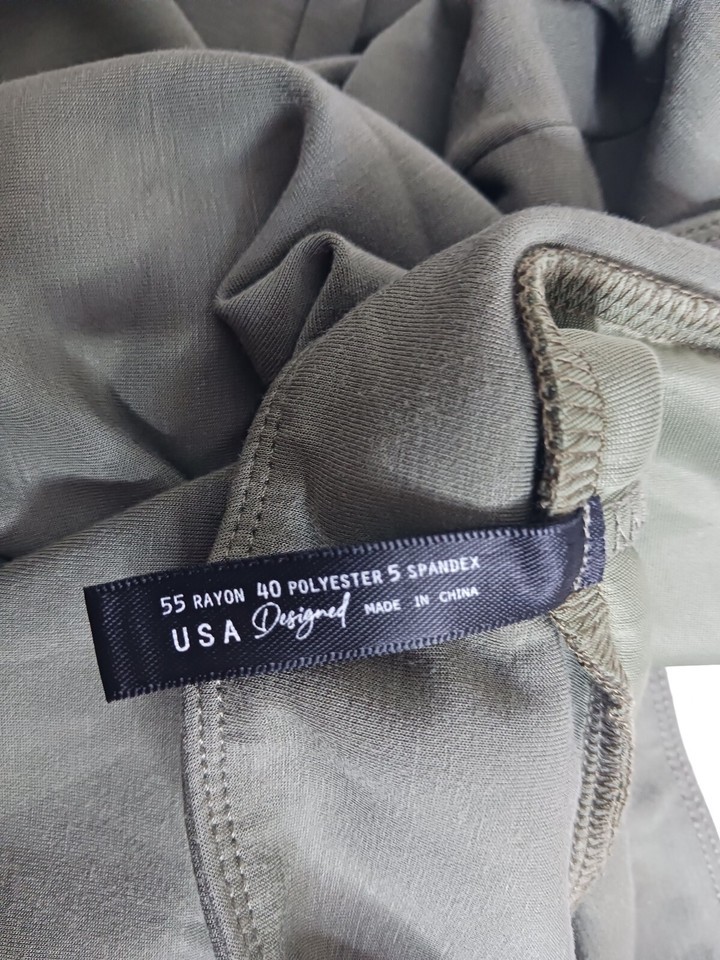 55 RAYON 40 POLYESTER 5 SPANDEX
USA Designed MADE IN CHINA